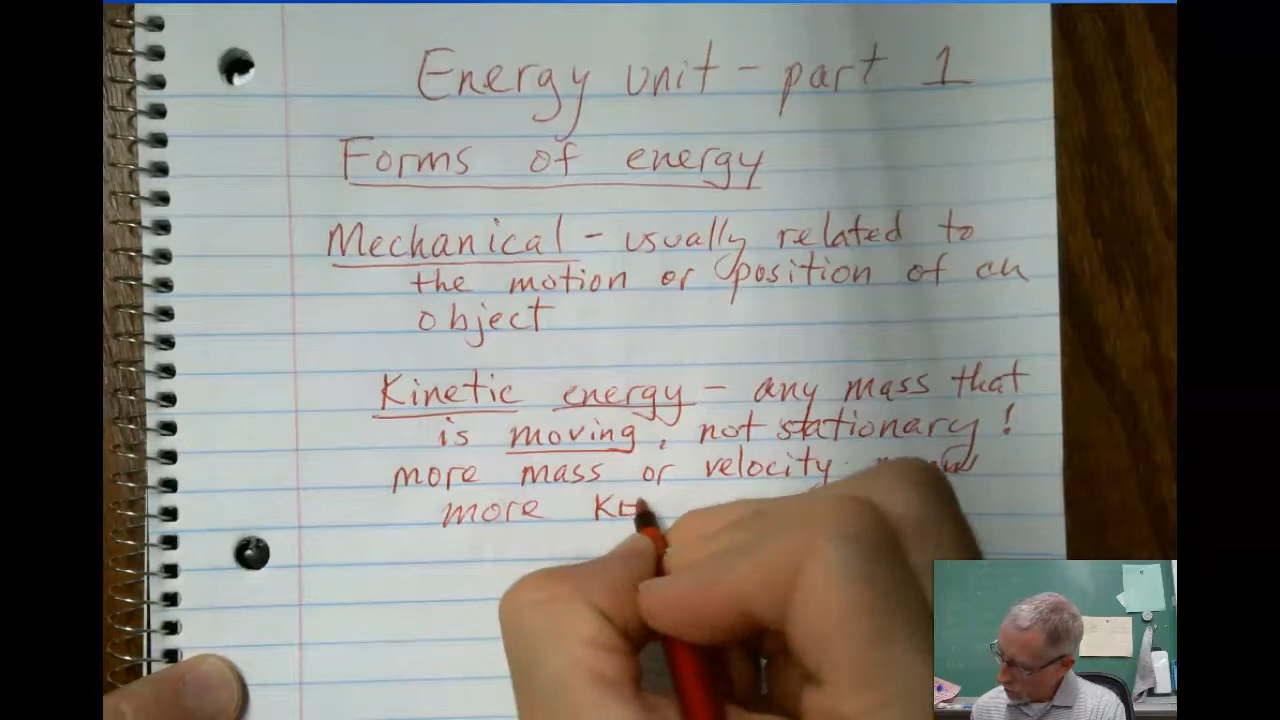 Energy unit - part 1
Forms of energy
Mechanical - usually related to
the motion or position of an
object
Kinetic energy - any mass that
is moving, not stationary!
more mass or velocity
more KE